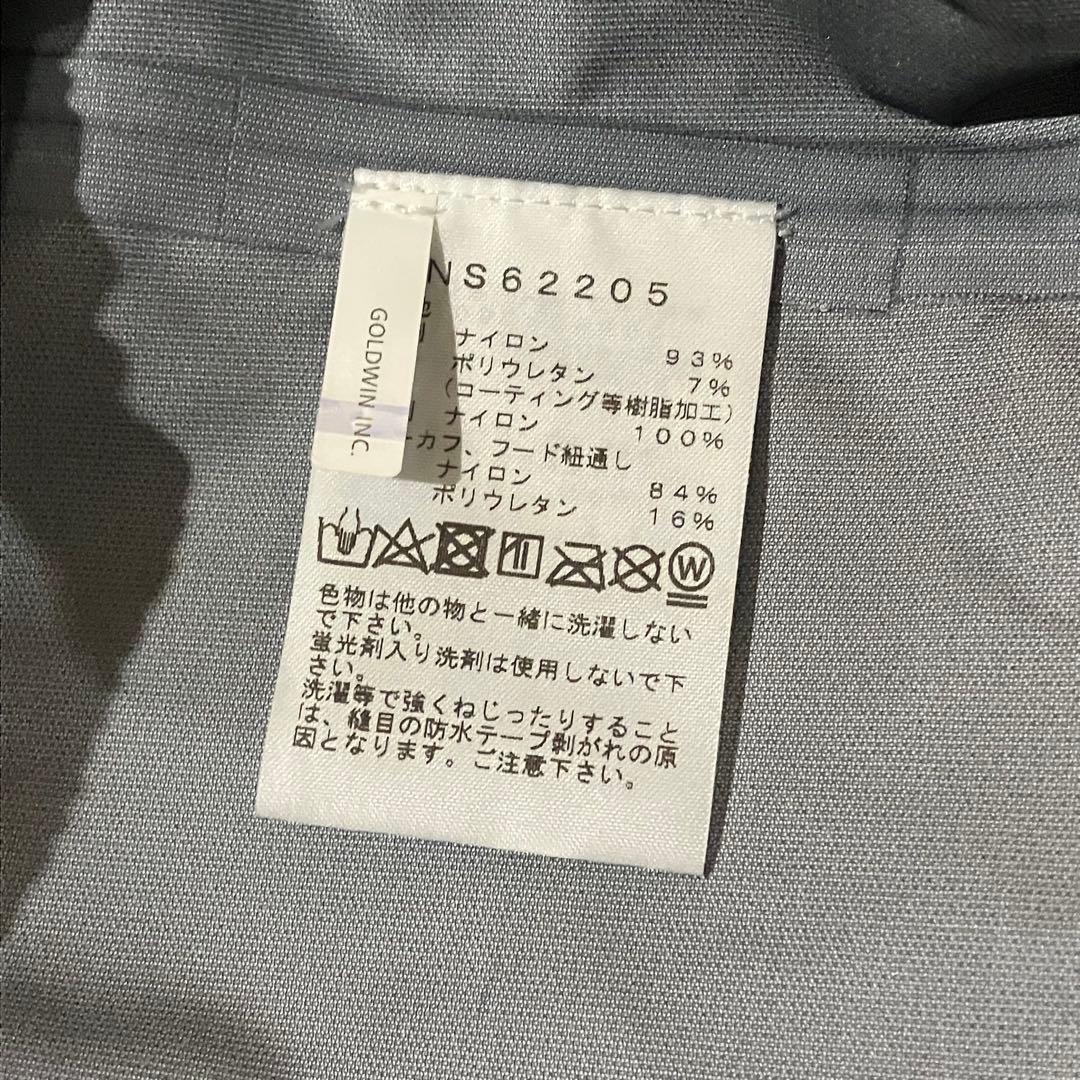 NS62205
ナイロン 93%
ポリウレタン 7%
(コーティング等樹脂加工)
ナイロン 100%
ーカフ、フード紐通し
ナイロン 84%
ポリウレタン 16%
W
色物は他の物と一緒に洗濯しない
で下さい。
蛍光剤入り洗剤は使用しないで下
さい。
洗濯等で強くねじったりすること
は、縫目の防水テープ剥がれの原
因となります。ご注意下さい。
GOLDWIN INC.